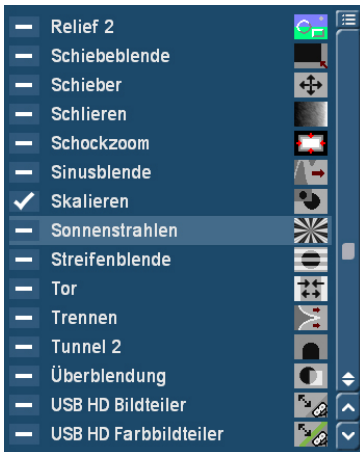 Relief 2
Schiebeblende
Schieber
Schlieren
Schockzoom
Sinusblende
Skalieren
Sonnenstrahlen
Streifenblende
Tor
Trennen
Tunnel 2
Überblendung
USB HD Bildteiler
USB HD Farbbildteiler